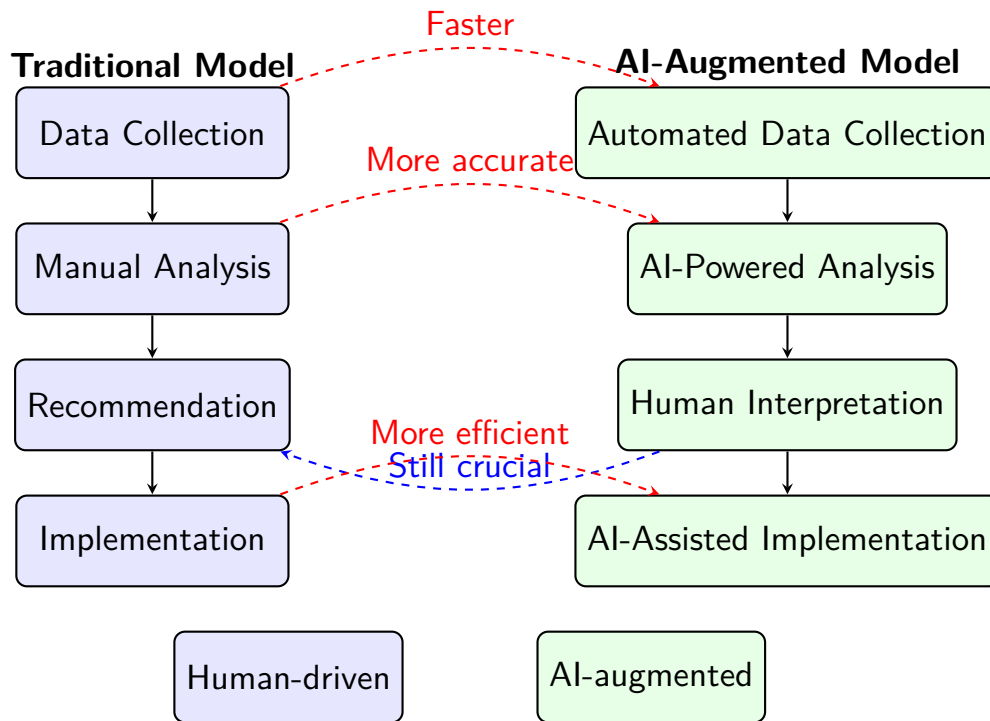 Faster
Traditional Model
AI-Augmented Model
Data Collection
Automated Data Collection
More accurate
Manual Analysis
AI-Powered Analysis
Recommendation
Human Interpretation
More efficient
Still crucial
Implementation
AI-Assisted Implementation
Human-driven
AI-augmented